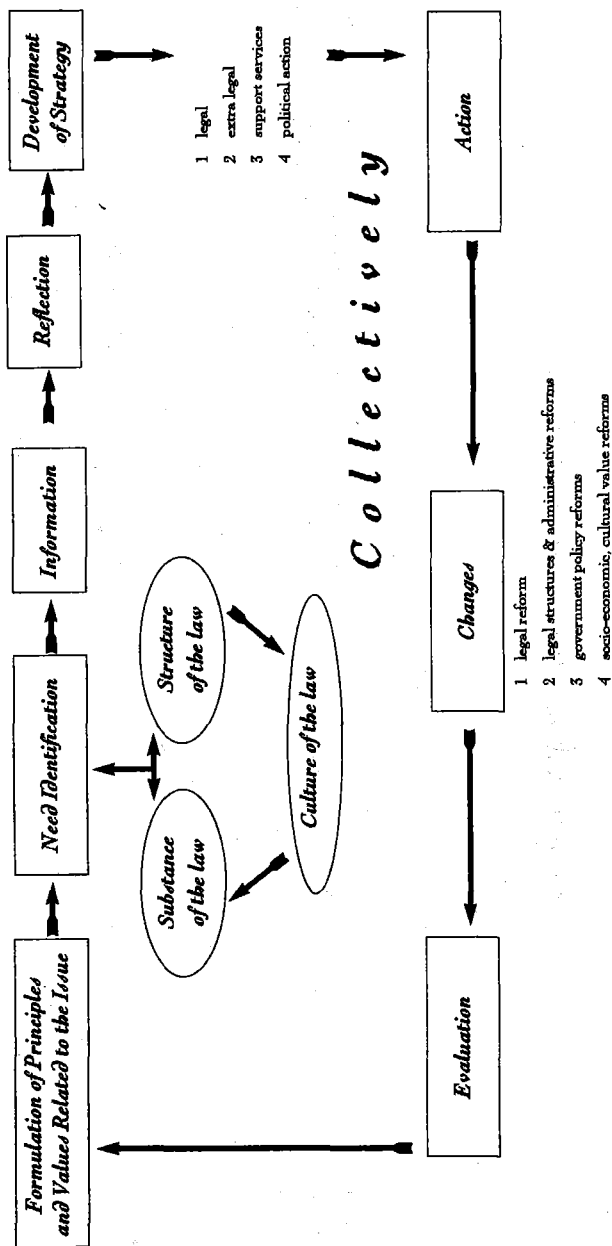 Formulation of Principles
and Values Related to the Issue
Need Identification
Information
Reflection
Development
of Strategy
Substance
of the law
Structure
of the law
Culture of the law
1 legal
2 extra legal
3 support services
4 political action
Collectively
Evaluation
Changes
Action
1 legal reform
2 legal structures & administrative reforms
3 government policy reforms
4 socio-economic, cultural value reforms